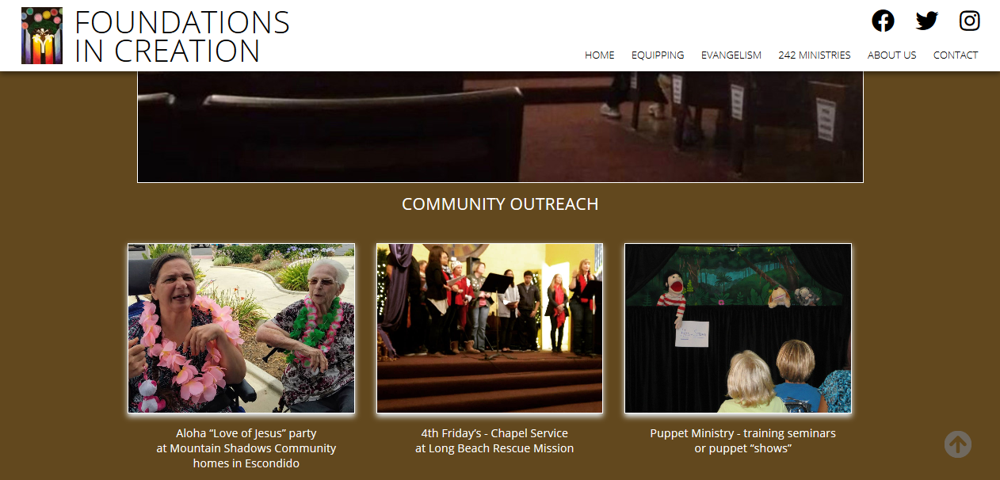 FOUNDATIONS
IN CREATION
HOME EQUIPPING EVANGELISM 242 MINISTRIES ABOUT US CONTACT
COMMUNITY OUTREACH
Aloha “Love of Jesus” party
at Mountain Shadows Community
homes in Escondido
4th Friday’s - Chapel Service
at Long Beach Rescue Mission
Puppet Ministry - training seminars
or puppet “shows”